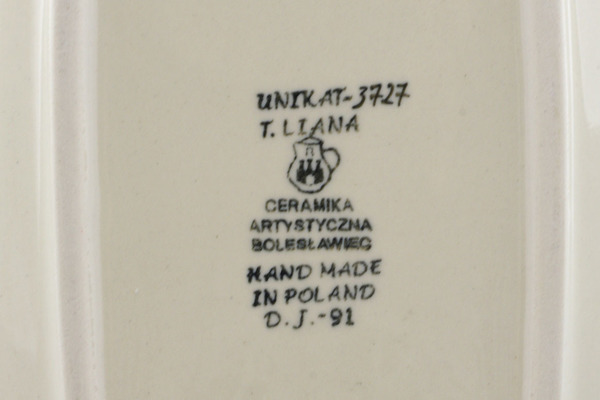 UNIKAT-3727
T. LIANA
CERAMIKA
ARTYSTYCZNA
BOLESŁAWIEC
HAND MADE
IN POLAND
D.J.-91